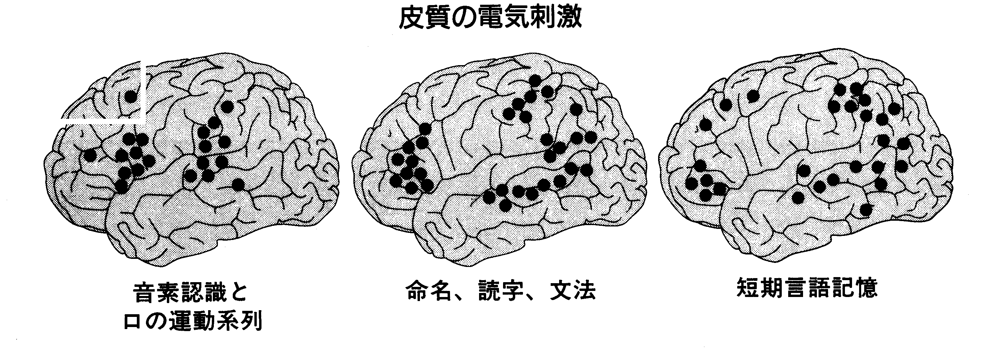 皮質の電気刺激
音素認識と
口の運動系列
命名、読字、文法
短期言語記憶